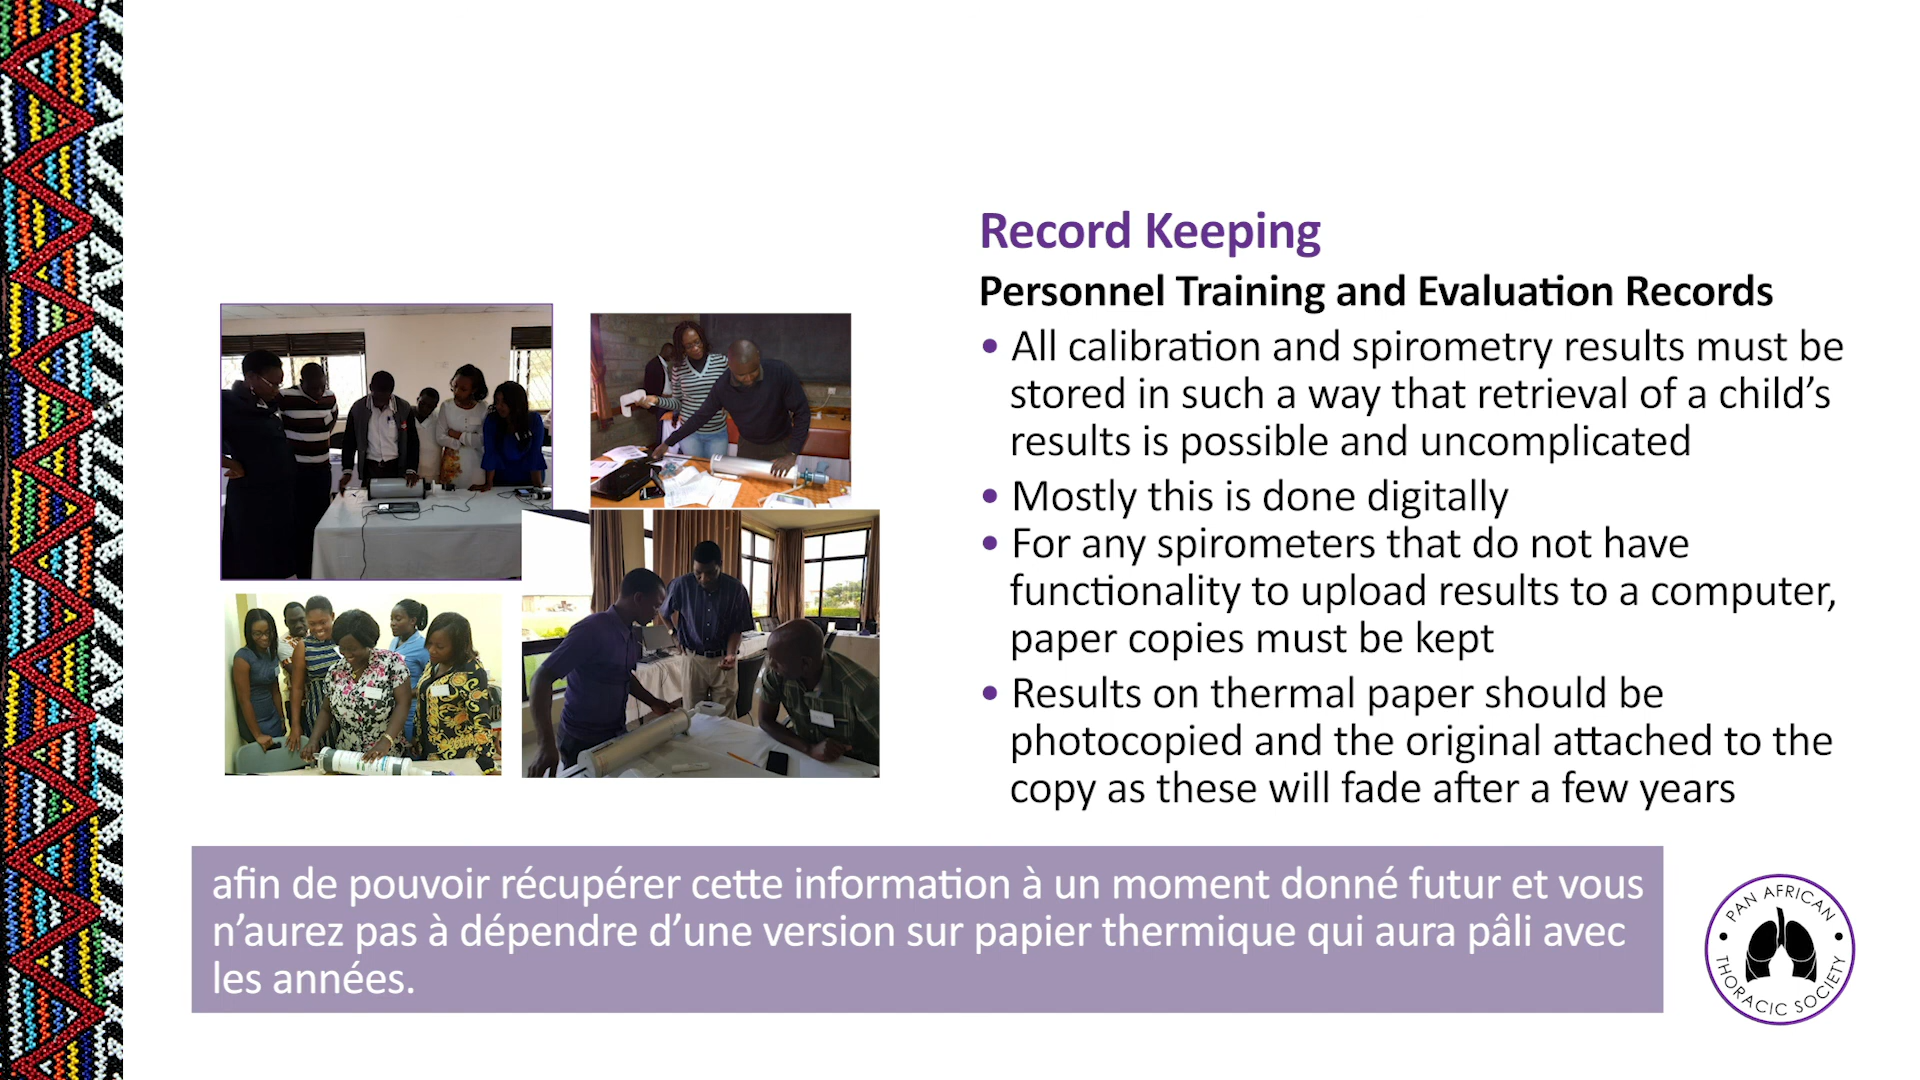 Record Keeping
Personnel Training and Evaluation Records
• All calibration and spirometry results must be
stored in such a way that retrieval of a child’s
results is possible and uncomplicated
• Mostly this is done digitally
• For any spirometers that do not have
functionality to upload results to a computer,
paper copies must be kept
• Results on thermal paper should be
photocopied and the original attached to the
copy as these will fade after a few years
afin de pouvoir récupérer cette information à un moment donné futur et vous
n’aurez pas à dépendre d’une version sur papier thermique qui aura pâli avec
les années.
PAN AFRICAN
THORACIC SOCIETY